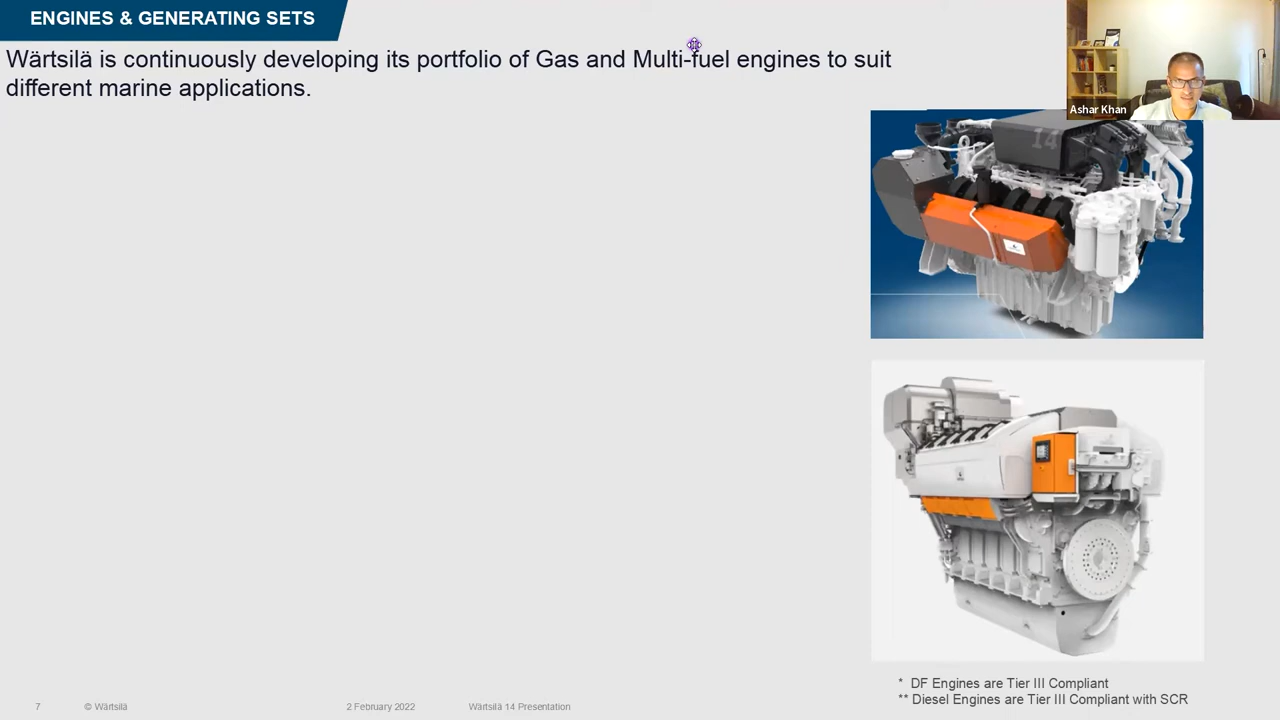 ENGINES & GENERATING SETS
Wärtsilä is continuously developing its portfolio of Gas and Multi-fuel engines to suit
different marine applications.
Ashar Khan
14
* DF Engines are Tier III Compliant
** Diesel Engines are Tier III Compliant with SCR
7 © Wärtsilä 2 February 2022 Wärtsilä 14 Presentation